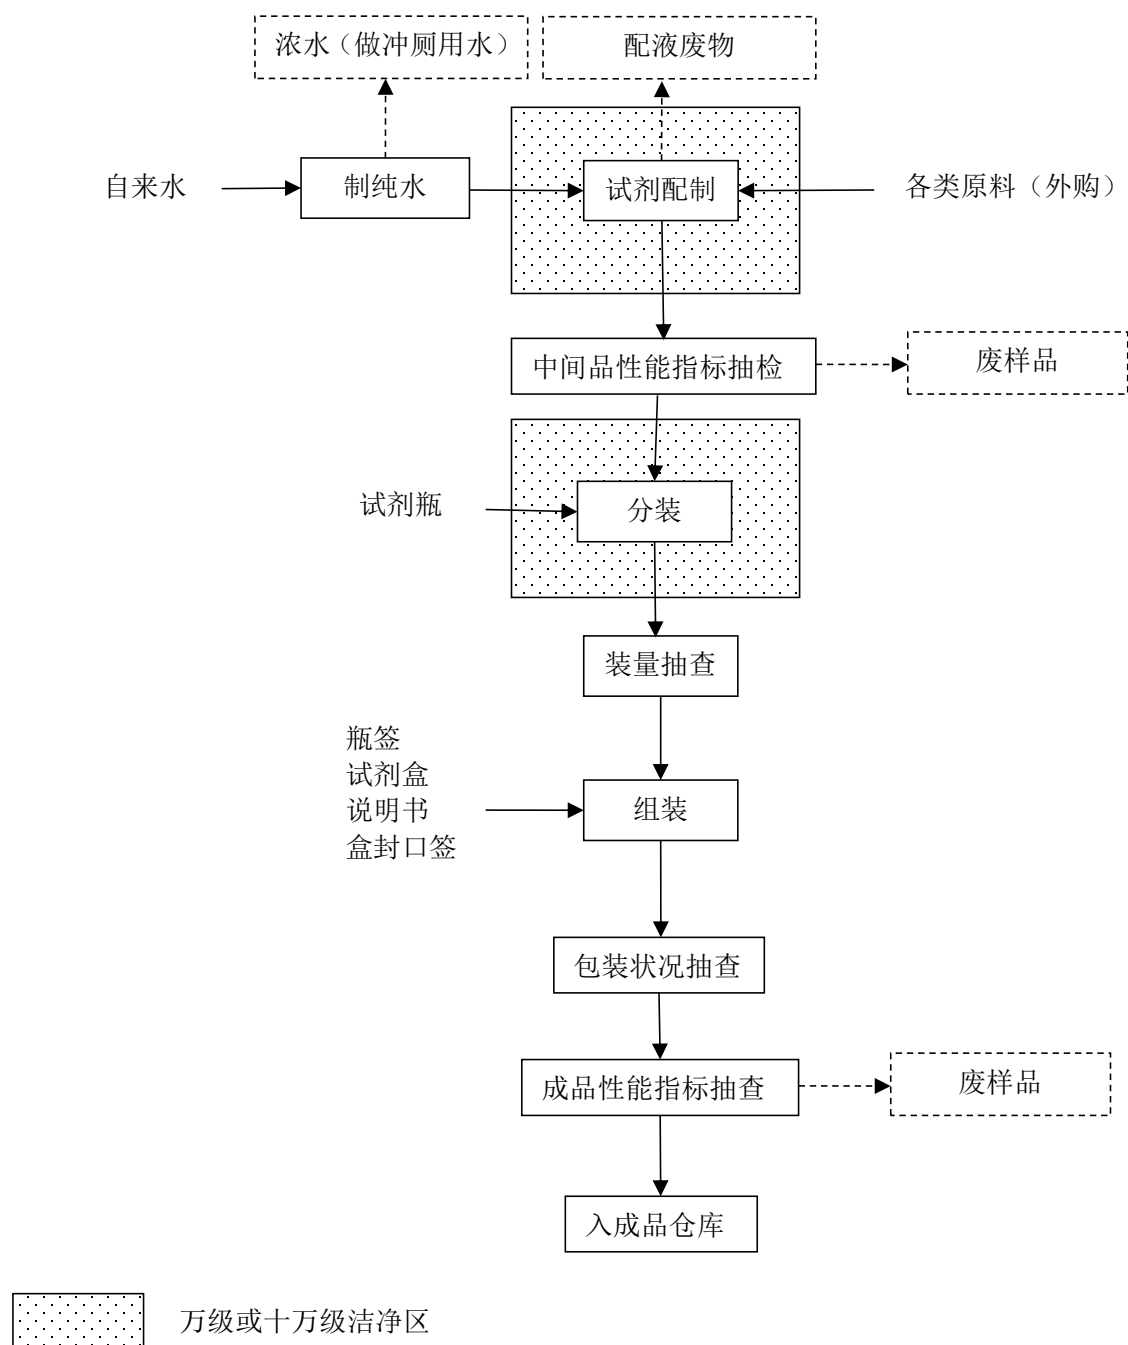 浓水（做冲厕用水）
配液废物
自来水
制纯水
试剂配制
各类原料（外购）
中间品性能指标抽检
废样品
试剂瓶
分装
装量抽查
瓶签
试剂盒
说明书
盒封口签
组装
包装状况抽查
成品性能指标抽查
废样品
入成品仓库
万级或十万级洁净区